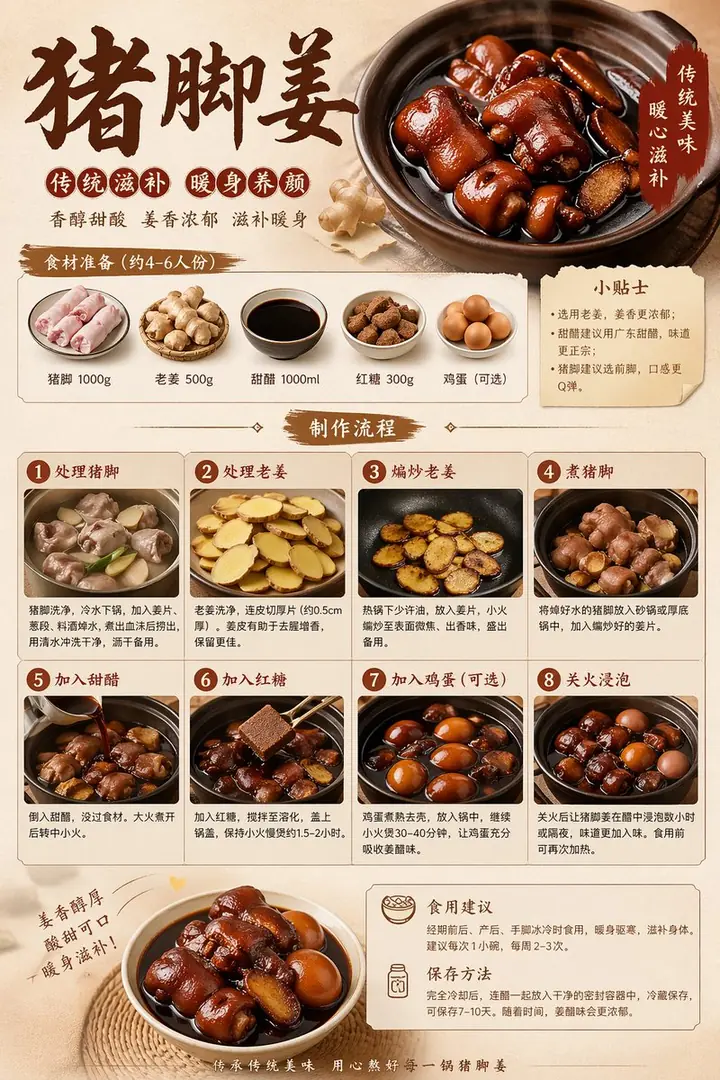 猪脚姜
传统滋补 暖身养颜
香醇甜酸 姜香浓郁 滋补暖身
传统美味
暖心滋补
食材准备(约4-6人份)
猪脚 1000g
老姜 500g
甜醋 1000ml
红糖 300g
鸡蛋(可选)
小贴士
•选用老姜,姜香更浓郁;
•甜醋建议用广东甜醋,味道
更正宗;
•猪脚建议选前脚,口感更
Q弹。
制作流程
1 处理猪脚
猪脚洗净,冷水下锅,加入姜片、
葱段、料酒焯水,煮出血沫后捞出,
用清水冲洗干净,沥干备用。
2 处理老姜
老姜洗净,连皮切厚片(约0.5cm
厚)。姜皮有助于去腥增香,
保留更佳。
3 煸炒老姜
热锅下少许油,放入姜片,小火
煸炒至表面微焦、出香味,盛出
备用。
4 煮猪脚
将焯好水的猪脚放入砂锅或厚底
锅中,加入煸炒好的姜片。
5 加入甜醋
倒入甜醋,没过食材。大火煮开
后转中小火。
6 加入红糖
加入红糖,搅拌至溶化,盖上
锅盖,保持小火慢煲约1.5-2小时。
7 加入鸡蛋(可选)
鸡蛋煮熟去壳,放入锅中,继续
小火煲30-40分钟,让鸡蛋充分
吸收姜醋味。
8 关火浸泡
关火后让猪脚姜在醋中浸泡数小时
或隔夜,味道更加入味。食用前
可再次加热。
姜香醇厚
酸甜可口
暖身滋补!
食用建议
经期前后、产后、手脚冰冷时食用,暖身驱寒,滋补身体。
建议每次1小碗,每周2-3次。
保存方法
完全冷却后,连醋一起放入干净的密封容器中,冷藏保存,
可保存7-10天。随着时间,姜醋味会更浓郁。
传承传统美味 用心熬好每一锅猪脚姜